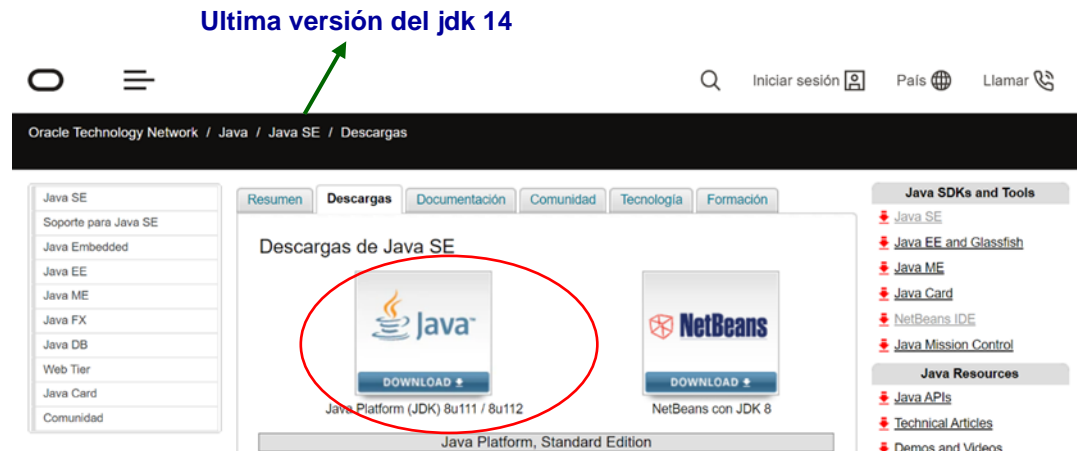 Ultima versión del jdk 14
Iniciar sesión País Llamar
Oracle Technology Network / Java / Java SE / Descargas
Java SE
Soporte para Java SE
Java Embedded
Java EE
Java ME
Java FX
Java DB
Web Tier
Java Card
Comunidad
Resumen Descargas Documentación Comunidad Tecnología Formación
Descargas de Java SE
Java™
DOWNLOAD
Java Platform (JDK) 8u111 / 8u112
NetBeans
DOWNLOAD
NetBeans con JDK 8
Java Platform, Standard Edition
Java SDKs and Tools
Java SE
Java EE and Glassfish
Java ME
Java Card
NetBeans IDE
Java Mission Control
Java Resources
Java APIs
Technical Articles
Demos and Videos